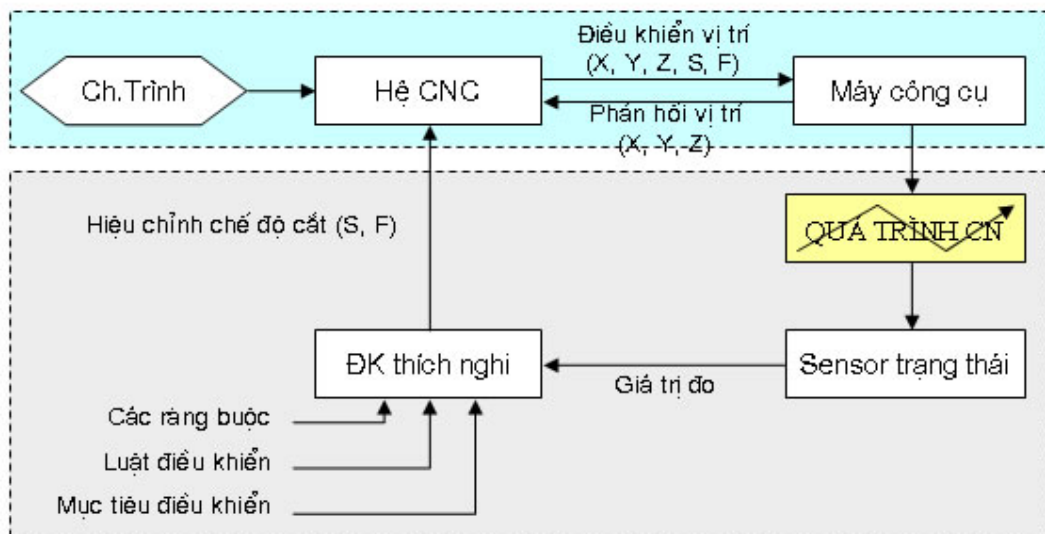 Điều khiển vị trí
(X, Y, Z, S, F)
Ch.Trình
Hệ CNC
Máy công cụ
Phản hồi vị trí
(X, Y, Z)
Hiệu chỉnh chế độ cắt (S, F)
QUÁ TRÌNH CN
ĐK thích nghi
Sensor trạng thái
Giá trị đo
Các ràng buộc
Luật điều khiển
Mục tiêu điều khiển